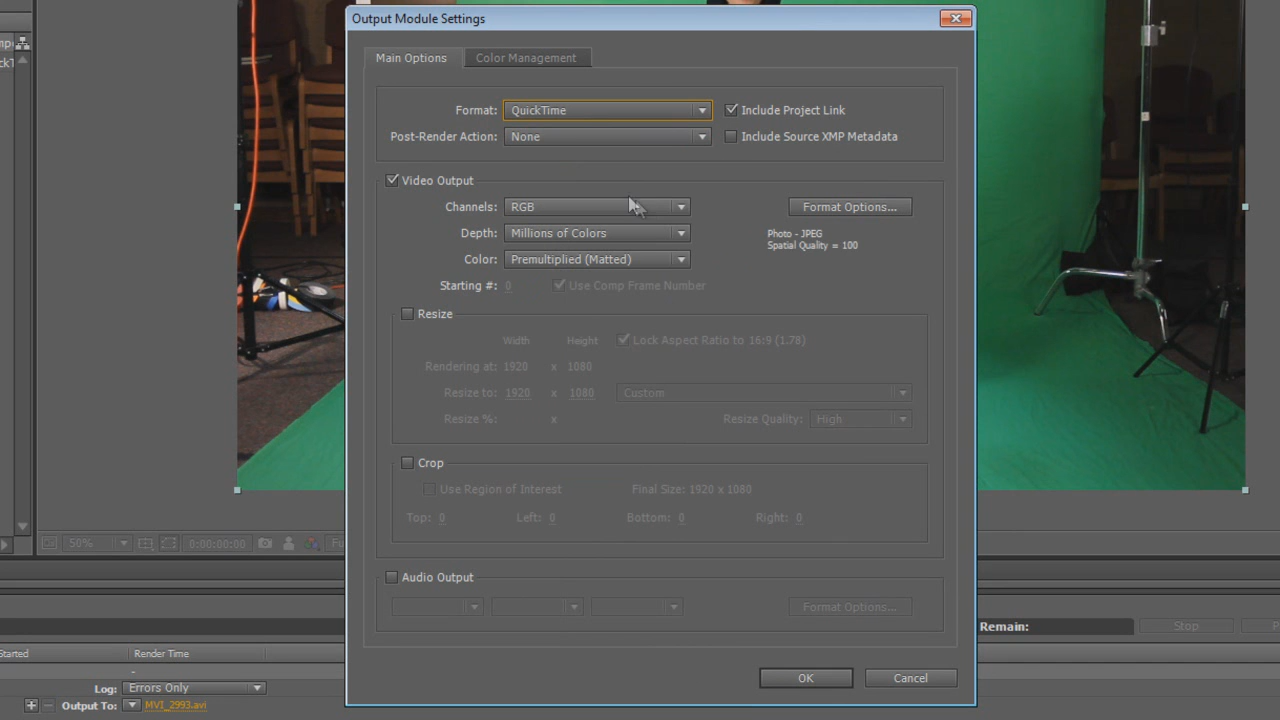 Output Module Settings
Main Options
Color Management
Format: QuickTime
Include Project Link
Post-Render Action: None
Include Source XMP Metadata
Video Output
Channels: RGB
Format Options...
Depth: Millions of Colors
Photo - JPEG
Spatial Quality = 100
Color: Premultiplied (Matted)
Starting #: 0
Use Comp Frame Number
Resize
Width Height
Lock Aspect Ratio to 16:9 (1.78)
Rendering at: 1920 x 1080
Resize to: 1920 x 1080 Custom
Resize %: x
Resize Quality: High
Crop
Use Region of Interest
Final Size: 1920 x 1080
Top: 0 Left: 0 Bottom: 0 Right: 0
50%
0:00:00:00
Audio Output
Format Options...
Remain:
Stop
Started
Render Time
-
Log: Errors Only
OK
Cancel
Output To: MVI_2993.avi